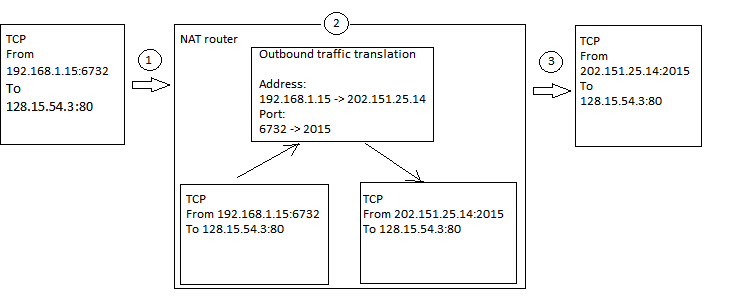 TCP
From
192.168.1.15:6732
To
128.15.54.3:80
1
2
NAT router
Outbound traffic translation
Address:
192.168.1.15 -> 202.151.25.14
Port:
6732 -> 2015
TCP
From 192.168.1.15:6732
To 128.15.54.3:80
TCP
From 202.151.25.14:2015
To 128.15.54.3:80
3
TCP
From
202.151.25.14:2015
To
128.15.54.3:80